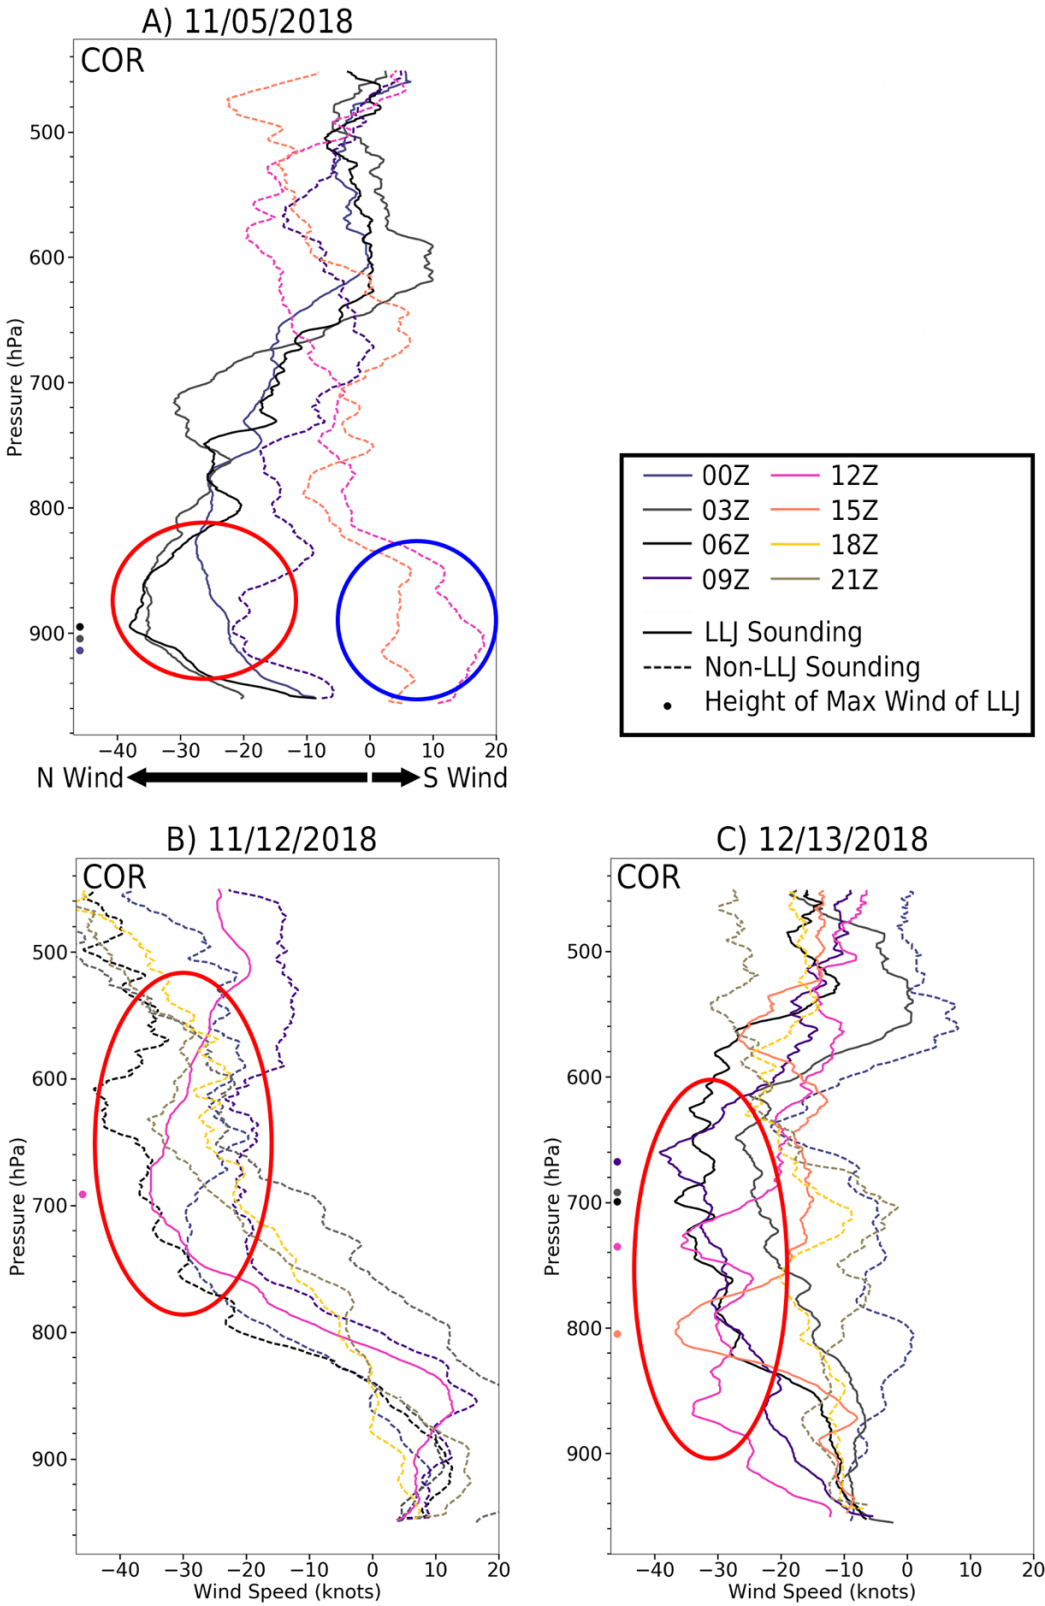 A) 11/05/2018
COR
500
600
700
800
900
Pressure (hPa)
−40 −30 −20 −10 0 10 20
N Wind S Wind
00Z 12Z
03Z 15Z
06Z 18Z
09Z 21Z
LLJ Sounding
Non-LLJ Sounding
Height of Max Wind of LLJ
B) 11/12/2018
COR
500
600
700
800
900
Pressure (hPa)
−40 −30 −20 −10 0 10 20
Wind Speed (knots)
C) 12/13/2018
COR
500
600
700
800
900
Pressure (hPa)
−40 −30 −20 −10 0 10 20
Wind Speed (knots)